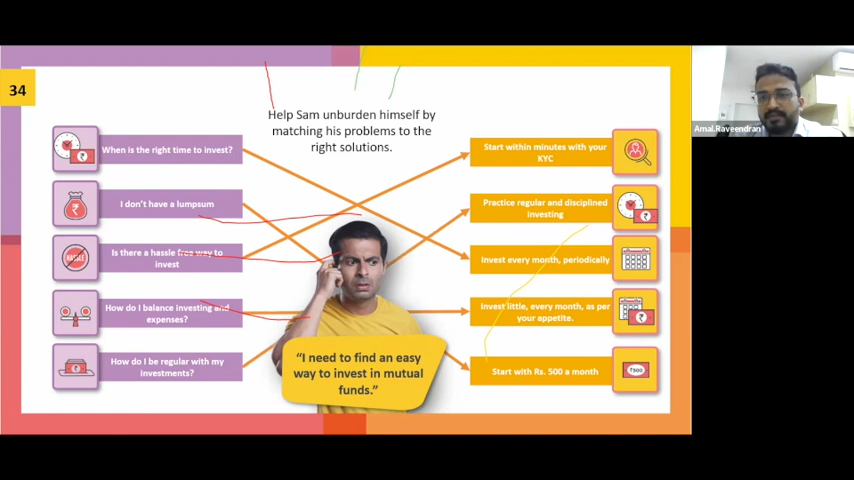 34
Help Sam unburden himself by
matching his problems to the
right solutions.
When is the right time to invest?
I don't have a lumpsum
HASSLE
Is there a hassle free way to
invest
How do I balance investing and
expenses?
How do I be regular with my
investments?
Start within minutes with your
KYC
Practice regular and disciplined
investing
Invest every month, periodically
Invest little, every month, as per
your appetite.
Start with Rs. 500 a month
₹500
"I need to find an easy
way to invest in mutual
funds."
Amal.Raveendran